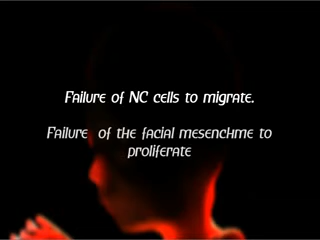 Failure of NC cells to migrate.
Failure of the facial mesenchme to
proliferate